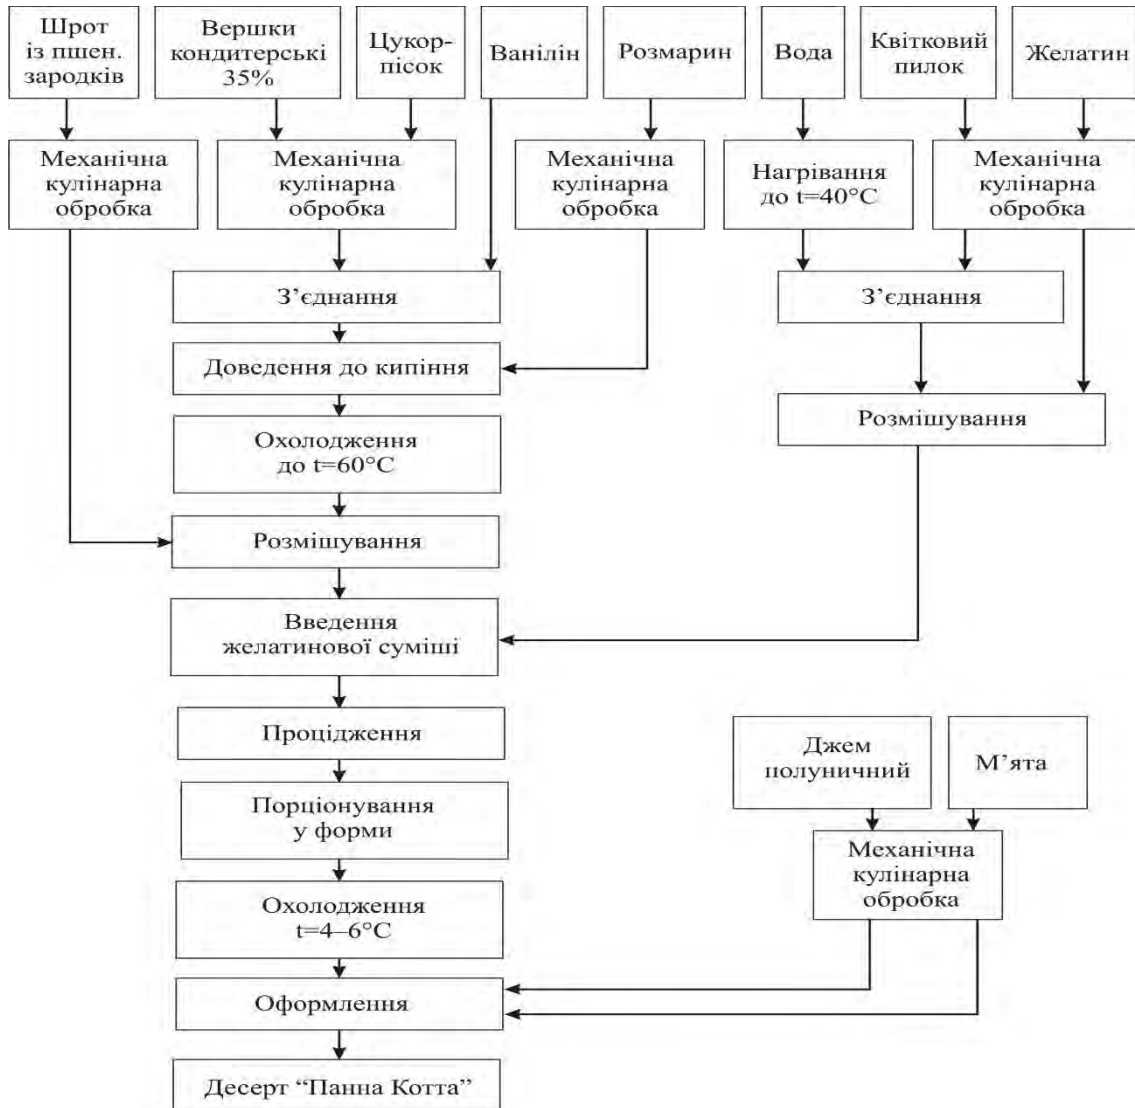 Шрот
із пшен.
зародків
Вершки
кондитерські
35%
Цукор-
пісок
Ванілін
Розмарин
Вода
Квітковий
пилок
Желатин
Механічна
кулінарна
обробка
Механічна
кулінарна
обробка
Механічна
кулінарна
обробка
Нагрівання
до t=40°C
Механічна
кулінарна
обробка
З’єднання
З’єднання
Доведення до кипіння
Розмішування
Охолодження
до t=60°C
Розмішування
Введення
желатинової суміші
Процідження
Джем
полуничний
М’ята
Порціонування
у форми
Механічна
кулінарна
обробка
Охолодження
t=4–6°C
Оформлення
Десерт “Панна Котта”